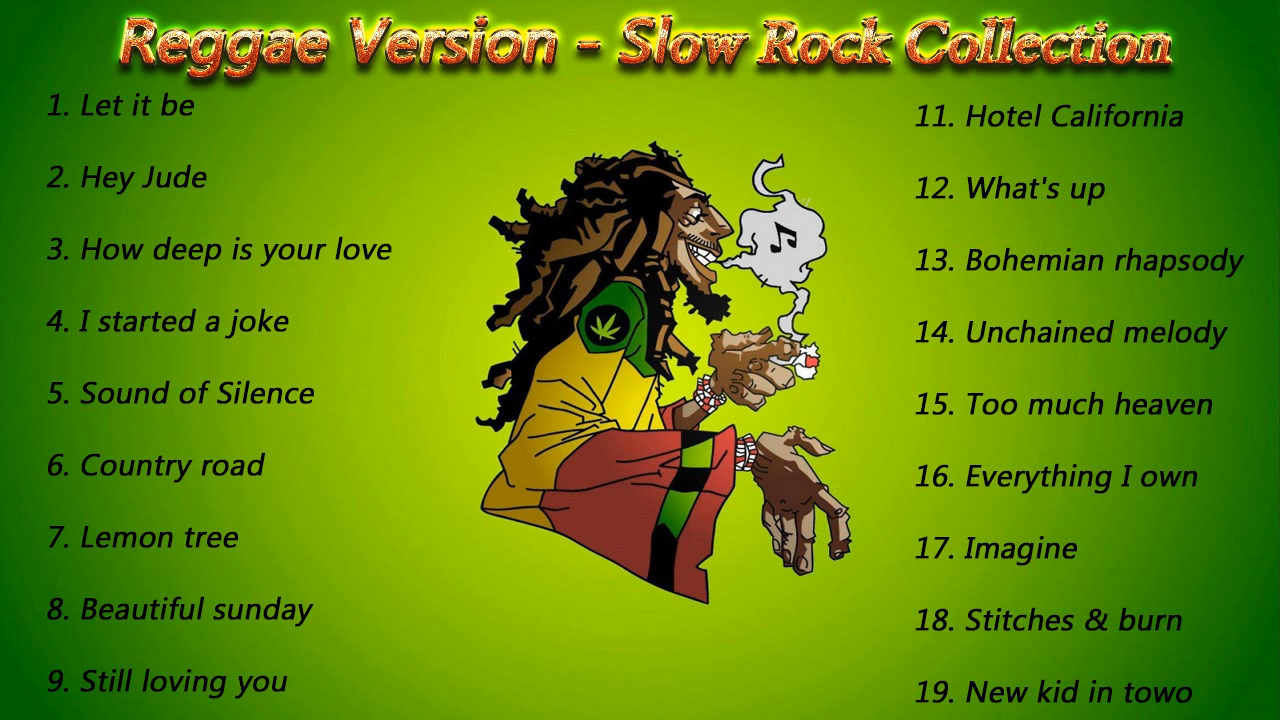 Reggae Version - Slow Rock Collection
1. Let it be
2. Hey Jude
3. How deep is your love
4. I started a joke
5. Sound of Silence
6. Country road
7. Lemon tree
8. Beautiful sunday
9. Still loving you
11. Hotel California
12. What's up
13. Bohemian rhapsody
14. Unchained melody
15. Too much heaven
16. Everything I own
17. Imagine
18. Stitches & burn
19. New kid in towo